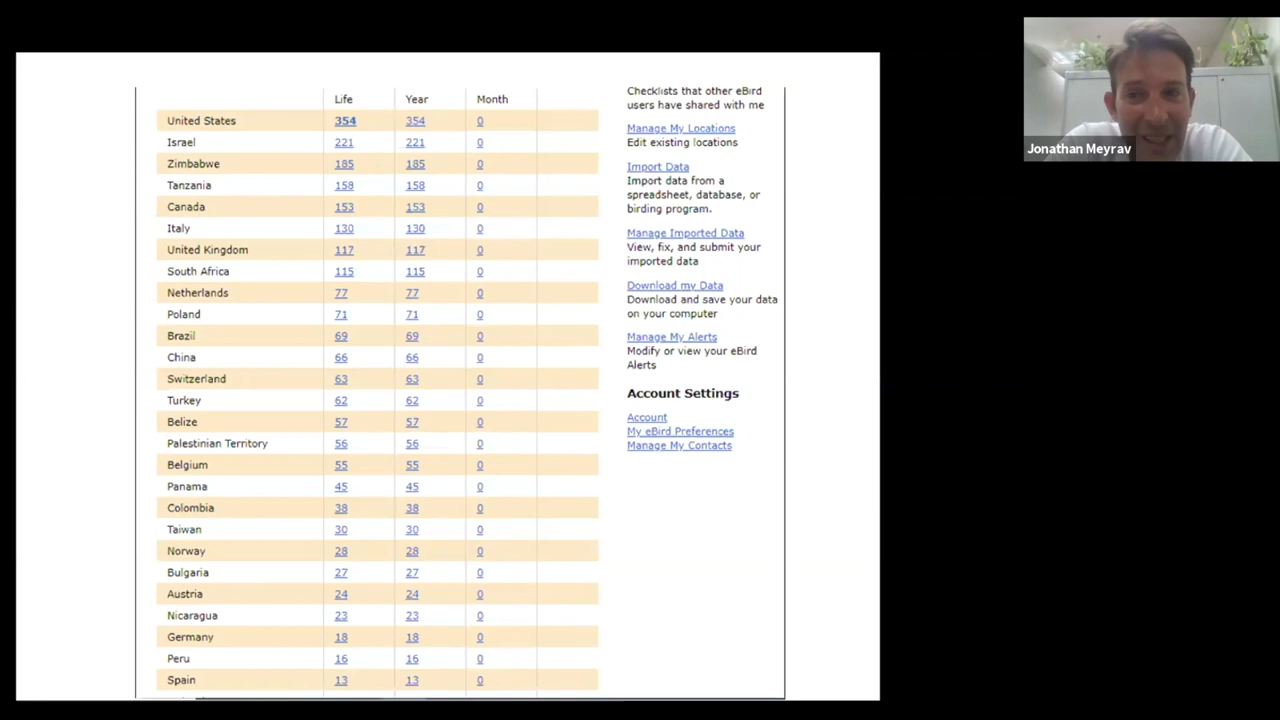 Life Year Month
United States 354 354 0
Israel 221 221 0
Zimbabwe 185 185 0
Tanzania 158 158 0
Canada 153 153 0
Italy 130 130 0
United Kingdom 117 117 0
South Africa 115 115 0
Netherlands 77 77 0
Poland 71 71 0
Brazil 69 69 0
China 66 66 0
Switzerland 63 63 0
Turkey 62 62 0
Belize 57 57 0
Palestinian Territory 56 56 0
Belgium 55 55 0
Panama 45 45 0
Colombia 38 38 0
Taiwan 30 30 0
Norway 28 28 0
Bulgaria 27 27 0
Austria 24 24 0
Nicaragua 23 23 0
Germany 18 18 0
Peru 16 16 0
Spain 13 13 0
Checklists that other eBird
users have shared with me
Manage My Locations
Edit existing locations
Import Data
Import data from a
spreadsheet, database, or
birding program.
Manage Imported Data
View, fix, and submit your
imported data
Download my Data
Download and save your data
on your computer
Manage My Alerts
Modify or view your eBird
Alerts
Account Settings
Account
My eBird Preferences
Manage My Contacts
Jonathan Meyrav